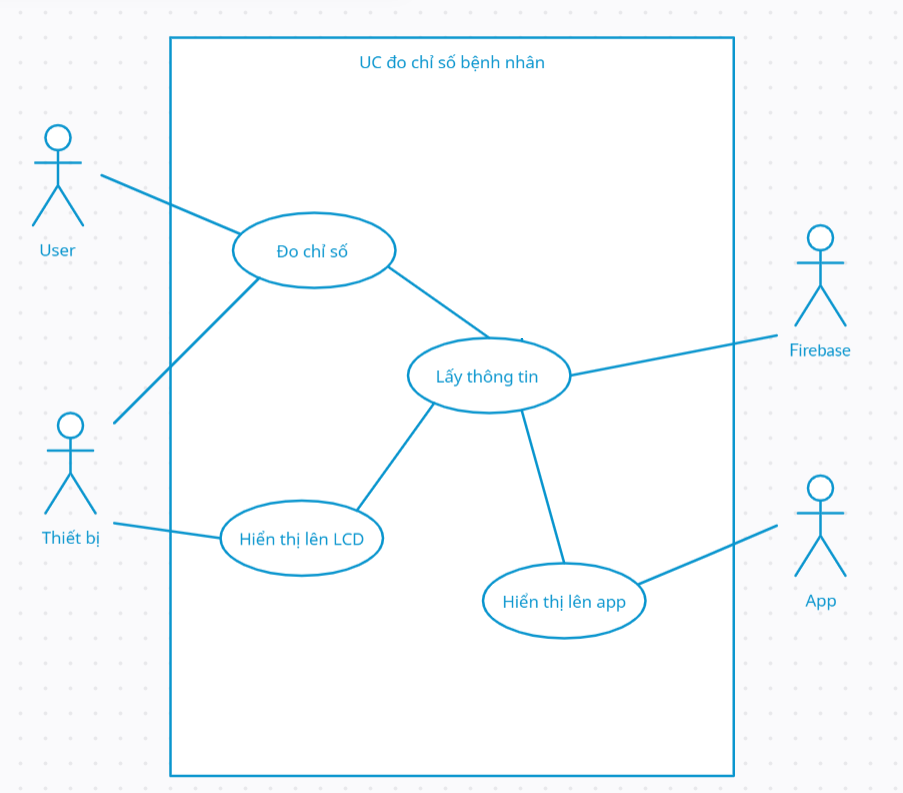 UC đo chỉ số bệnh nhân
User
Đo chỉ số
Firebase
Lấy thông tin
Thiết bị
Hiển thị lên LCD
Hiển thị lên app
App